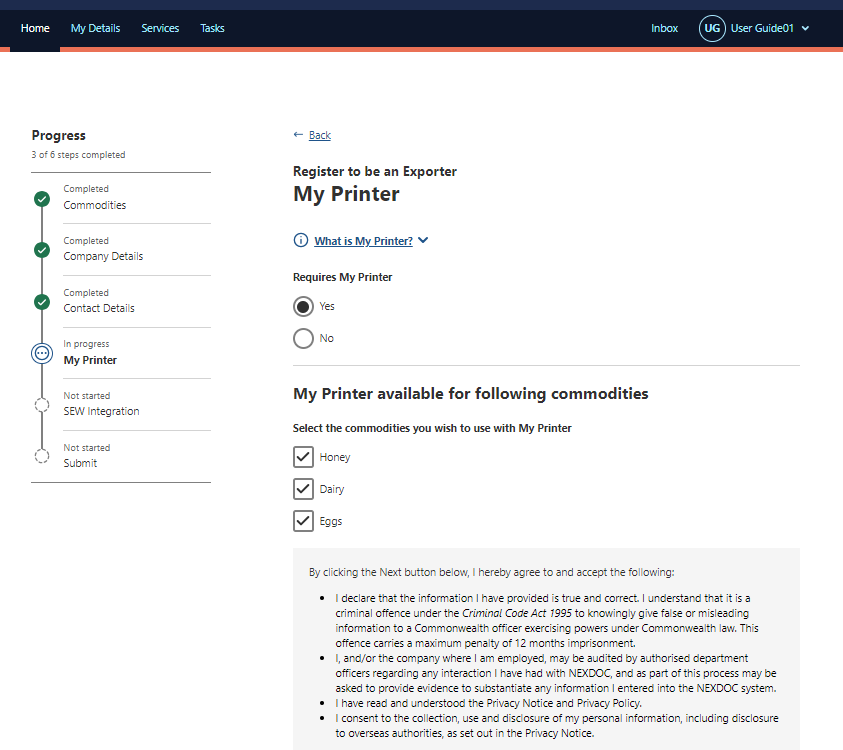 Home My Details Services Tasks Inbox UG User Guide01
Progress
3 of 6 steps completed
Completed
Commodities
Completed
Company Details
Completed
Contact Details
In progress
My Printer
Not started
SEW Integration
Not started
Submit
← Back
Register to be an Exporter
My Printer
What is My Printer?
Requires My Printer
Yes
No
My Printer available for following commodities
Select the commodities you wish to use with My Printer
Honey
Dairy
Eggs
By clicking the Next button below, I hereby agree to and accept the following:
• I declare that the information I have provided is true and correct. I understand that it is a
criminal offence under the Criminal Code Act 1995 to knowingly give false or misleading
information to a Commonwealth officer exercising powers under Commonwealth law. This
offence carries a maximum penalty of 12 months imprisonment.
• I, and/or the company where I am employed, may be audited by authorised department
officers regarding any interaction I have had with NEXDOC, and as part of this process may be
asked to provide evidence to substantiate any information I entered into the NEXDOC system.
• I have read and understood the Privacy Notice and Privacy Policy.
• I consent to the collection, use and disclosure of my personal information, including disclosure
to overseas authorities, as set out in the Privacy Notice.